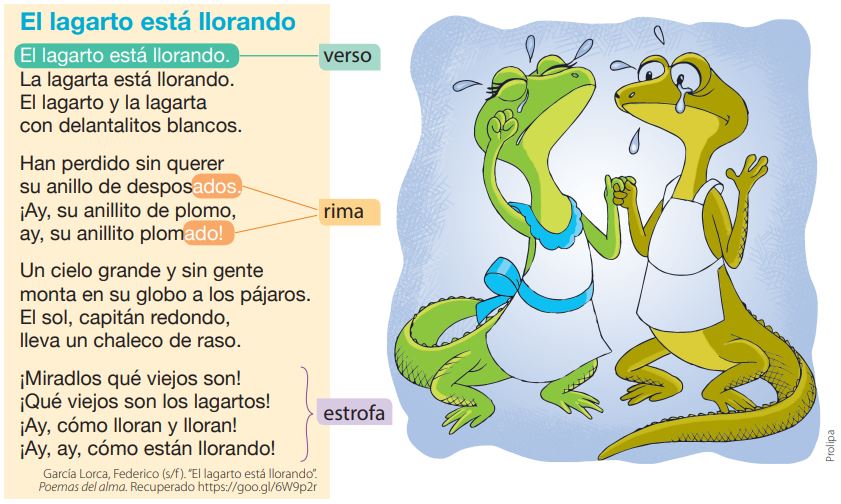 El lagarto está llorando
El lagarto está llorando.
verso
La lagarta está llorando.
El lagarto y la lagarta
con delantalitos blancos.
Han perdido sin querer
su anillo de desposados.
¡Ay, su anillito de plomo,
rima
ay, su anillito plomado!
Un cielo grande y sin gente
monta en su globo a los pájaros.
El sol, capitán redondo,
lleva un chaleco de raso.
¡Miradlos qué viejos son!
¡Qué viejos son los lagartos!
¡Ay, cómo lloran y lloran!
estrofa
¡Ay, ay, cómo están llorando!
García Lorca, Federico (s/f). “El lagarto está llorando”.
Poemas del alma. Recuperado https://goo.gl/6W9p2r
Prolipa